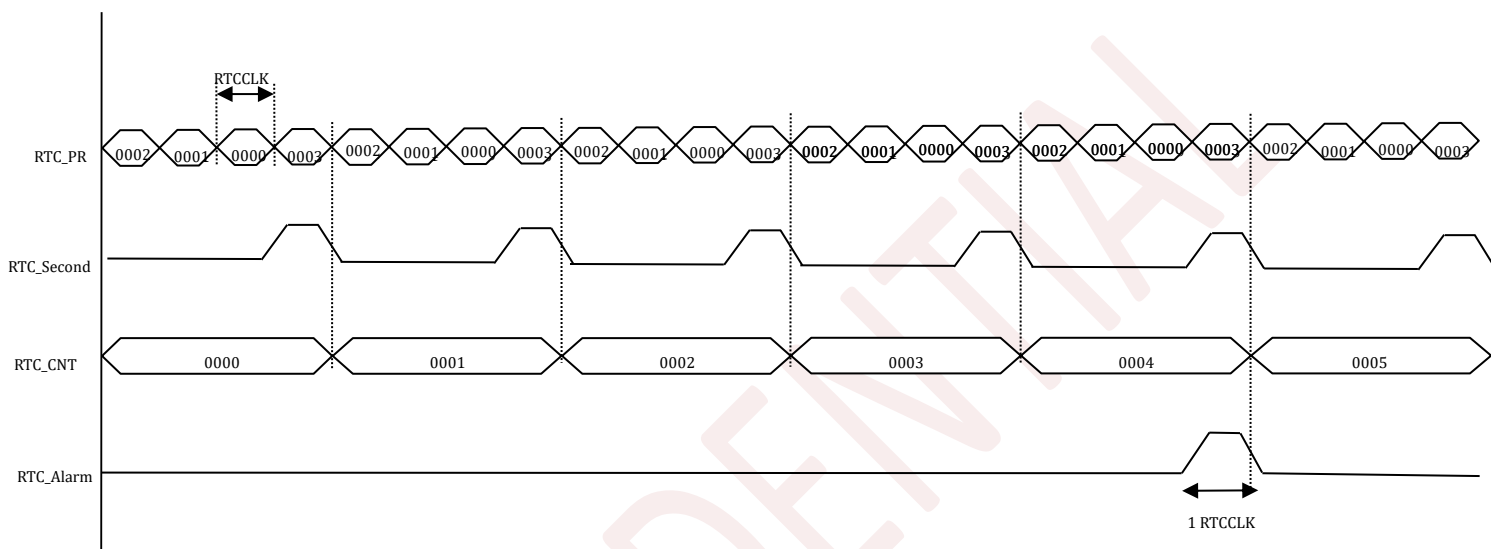 RTCCLK
RTC_PR 0002 0001 0000 0003 0002 0001 0000 0003 0002 0001 0000 0003 0002 0001 0000 0003 0002 0001 0000 0003 0002 0001 0000 0003
RTC_Second
RTC_CNT 0000 0001 0002 0003 0004 0005
RTC_Alarm
1 RTCCLK
DENTIAL